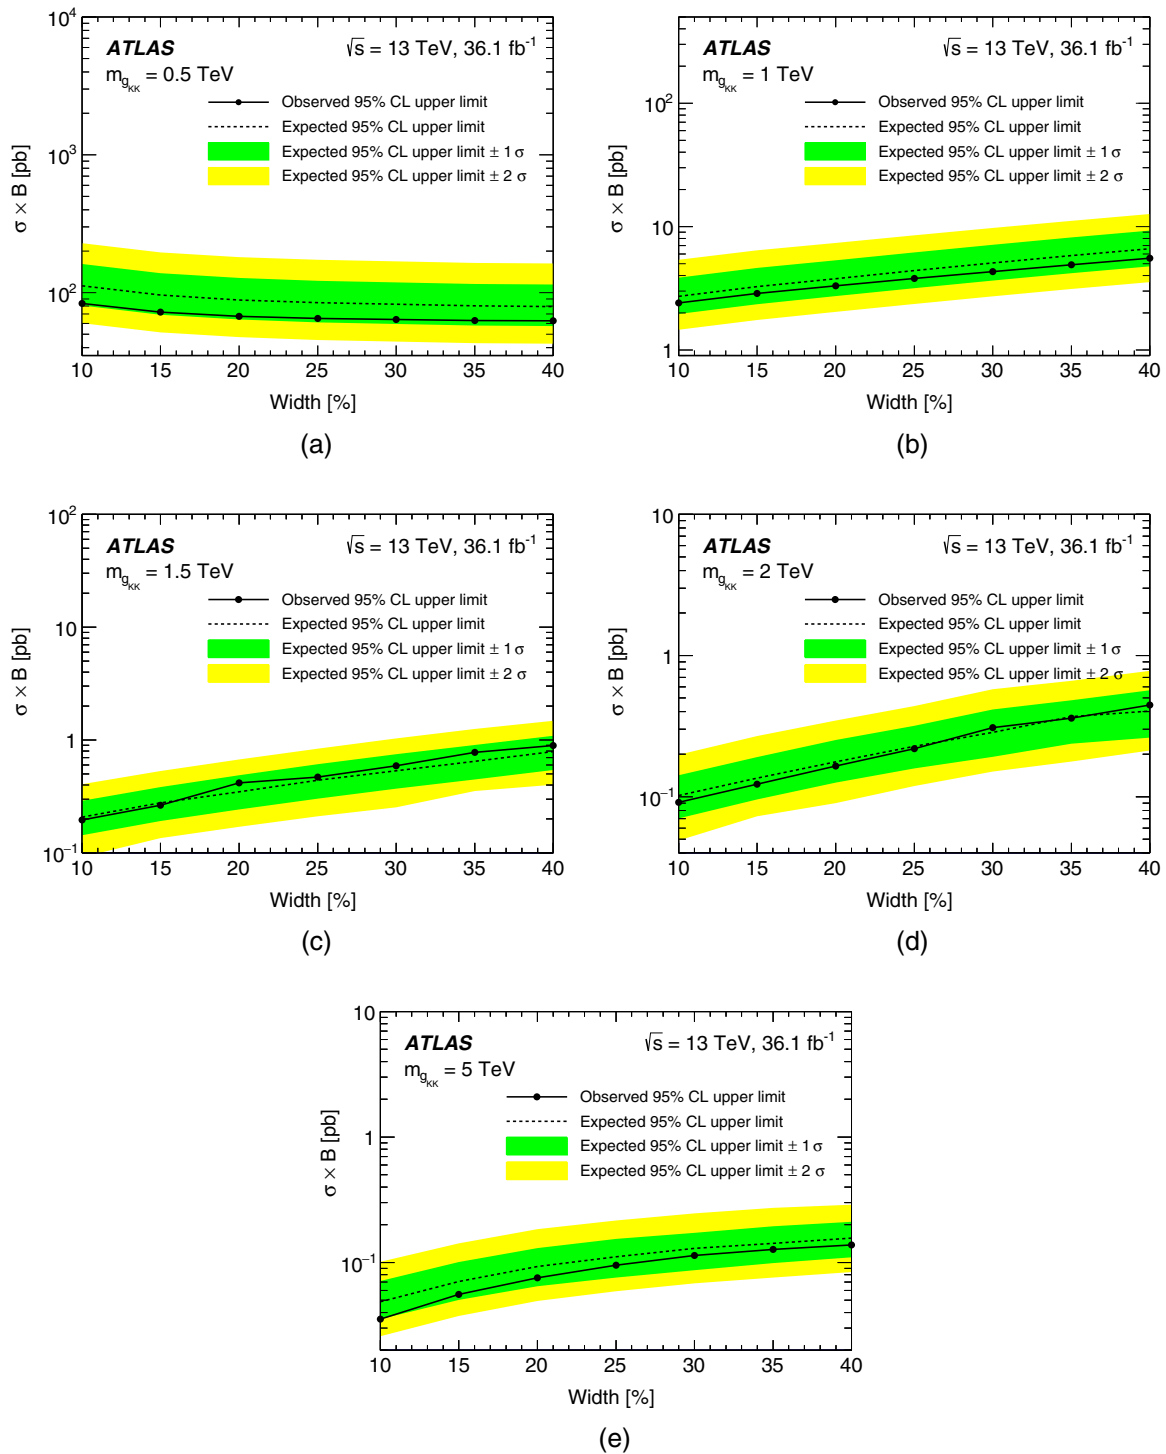 10⁴
ATLAS √s = 13 TeV, 36.1 fb⁻¹
m_gKK = 0.5 TeV
Observed 95% CL upper limit
Expected 95% CL upper limit
10³
Expected 95% CL upper limit ± 1 σ
Expected 95% CL upper limit ± 2 σ
σ × B [pb]
10²
10 15 20 25 30 35 40
Width [%]
(a)
ATLAS √s = 13 TeV, 36.1 fb⁻¹
m_gKK = 1 TeV
10²
Observed 95% CL upper limit
Expected 95% CL upper limit
Expected 95% CL upper limit ± 1 σ
Expected 95% CL upper limit ± 2 σ
σ × B [pb]
10
1
10 15 20 25 30 35 40
Width [%]
(b)
10²
ATLAS √s = 13 TeV, 36.1 fb⁻¹
m_gKK = 1.5 TeV
Observed 95% CL upper limit
10
Expected 95% CL upper limit
Expected 95% CL upper limit ± 1 σ
Expected 95% CL upper limit ± 2 σ
σ × B [pb]
1
10⁻¹
10 15 20 25 30 35 40
Width [%]
(c)
10
ATLAS √s = 13 TeV, 36.1 fb⁻¹
m_gKK = 2 TeV
Observed 95% CL upper limit
Expected 95% CL upper limit
Expected 95% CL upper limit ± 1 σ
1
Expected 95% CL upper limit ± 2 σ
σ × B [pb]
10⁻¹
10 15 20 25 30 35 40
Width [%]
(d)
10
ATLAS √s = 13 TeV, 36.1 fb⁻¹
m_gKK = 5 TeV
Observed 95% CL upper limit
Expected 95% CL upper limit
1
Expected 95% CL upper limit ± 1 σ
Expected 95% CL upper limit ± 2 σ
σ × B [pb]
10⁻¹
10 15 20 25 30 35 40
Width [%]
(e)